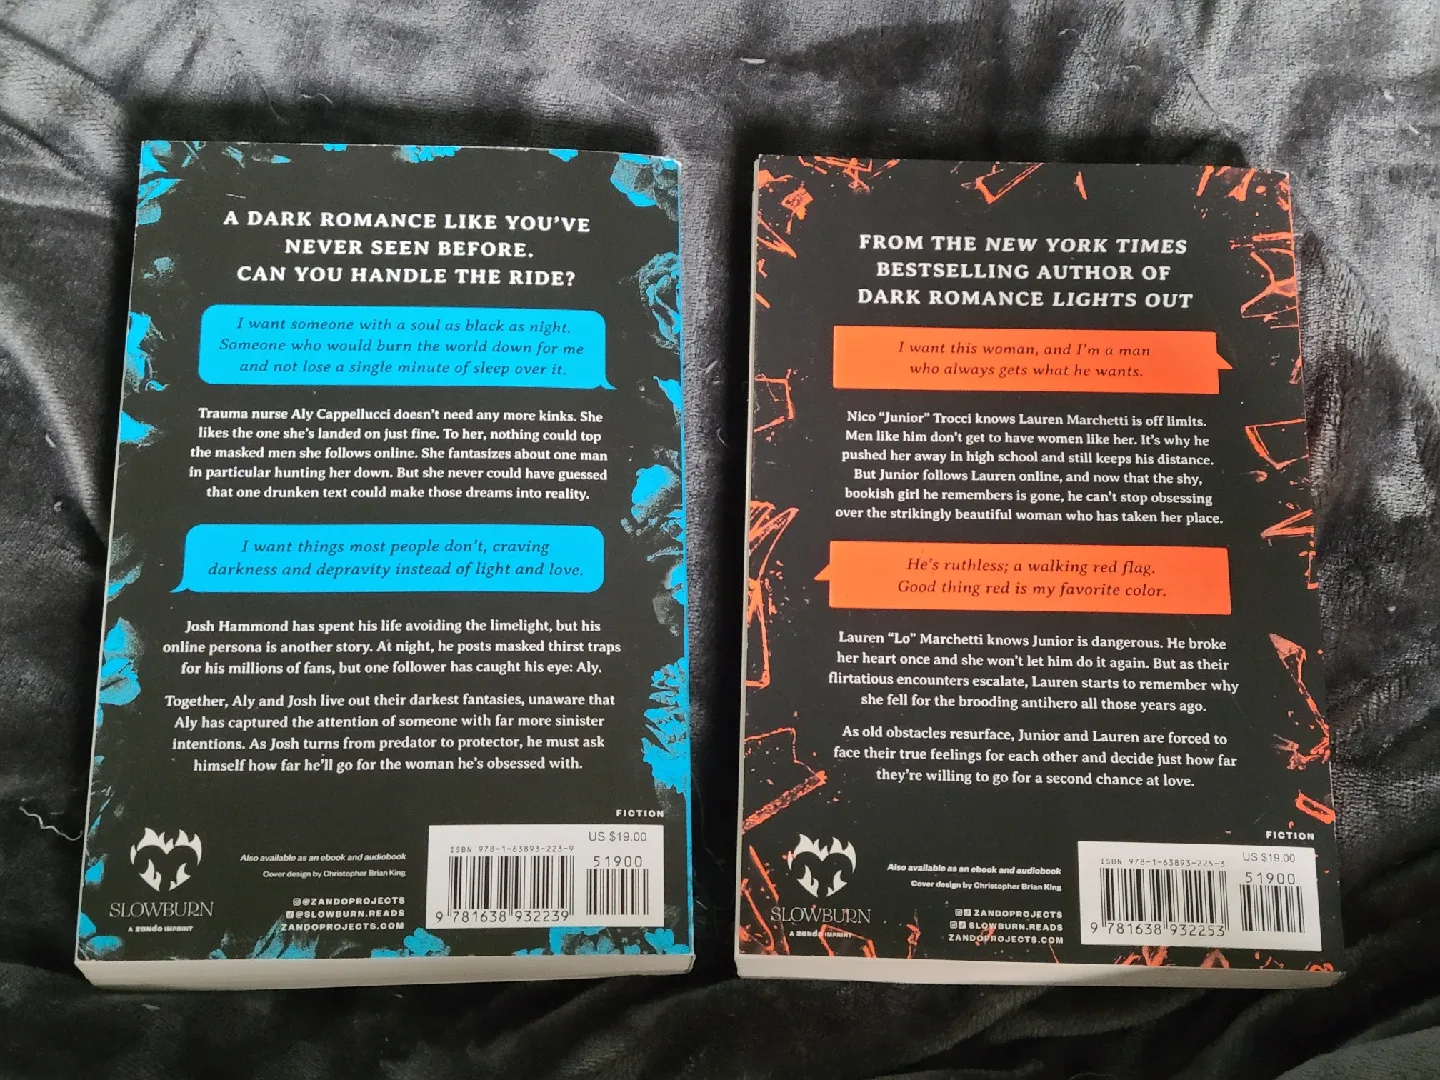 A DARK ROMANCE LIKE YOU'VE
NEVER SEEN BEFORE.
CAN YOU HANDLE THE RIDE?
I want someone with a soul as black as night.
Someone who would burn the world down for me
and not lose a single minute of sleep over it.
Trauma nurse Aly Cappellucci doesn't need any more kinks. She
likes the one she's landed on just fine. To her, nothing could top
the masked men she follows online. She fantasizes about one man
in particular hunting her down. But she never could have guessed
that one drunken text could make those dreams into reality.
I want things most people don't, craving
darkness and depravity instead of light and love.
Josh Hammond has spent his life avoiding the limelight, but his
online persona is another story. At night, he posts masked thirst traps
for his millions of fans, but one follower has caught his eye: Aly.
Together, Aly and Josh live out their darkest fantasies, unaware that
Aly has captured the attention of someone with far more sinister
intentions. As Josh turns from predator to protector, he must ask
himself how far he'll go for the woman he's obsessed with.
FICTION
US $19.00
ISBN 978-1-63893-223-9
51900
9 781638 932239
Also available as an ebook and audiobook
Cover design by Christopher Brian King
@ZANDOPROJECTS
@SLOWBURN.READS
ZANDOPROJECTS.COM
SLOWBURN
A zando IMPRINT
FROM THE NEW YORK TIMES
BESTSELLING AUTHOR OF
DARK ROMANCE LIGHTS OUT
I want this woman, and I'm a man
who always gets what he wants.
Nico "Junior" Trocci knows Lauren Marchetti is off limits.
Men like him don't get to have women like her. It's why he
pushed her away in high school and still keeps his distance.
But Junior follows Lauren online, and now that the shy,
bookish girl he remembers is gone, he can't stop obsessing
over the strikingly beautiful woman who has taken her place.
He's ruthless; a walking red flag.
Good thing red is my favorite color.
Lauren "Lo" Marchetti knows Junior is dangerous. He broke
her heart once and she won't let him do it again. But as their
flirtatious encounters escalate, Lauren starts to remember why
she fell for the brooding antihero all those years ago.
As old obstacles resurface, Junior and Lauren are forced to
face their true feelings for each other and decide just how far
they're willing to go for a second chance at love.
FICTION
US $19.00
ISBN 978-1-63893-225-3
51900
9 781638 932253
Also available as an ebook and audiobook
Cover design by Christopher Brian King
ZANDOPROJECTS
SLOWBURN.READS
ZANDOPROJECTS.COM
SLOWBURN
A zando IMPRINT